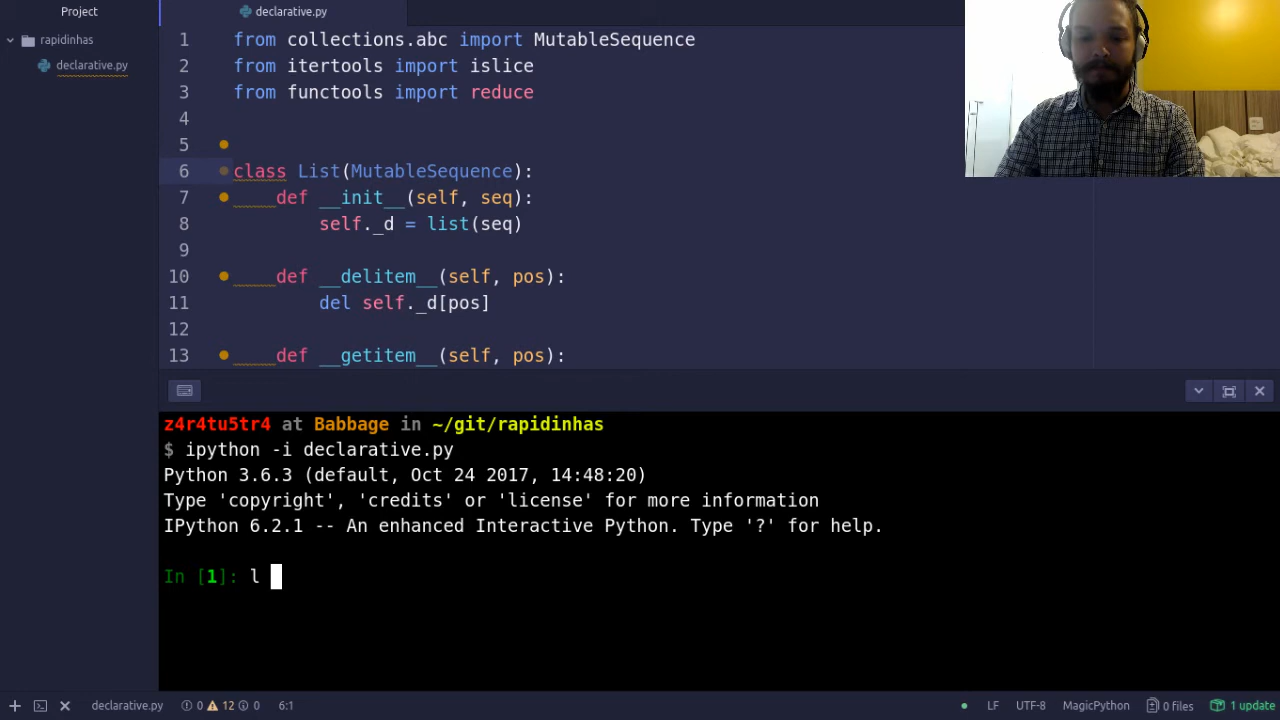 Project
declarative.py
rapidinhas
declarative.py
1 from collections.abc import MutableSequence
2 from itertools import islice
3 from functools import reduce
4
5
6 class List(MutableSequence):
7     def __init__(self, seq):
8         self._d = list(seq)
9
10     def __delitem__(self, pos):
11         del self._d[pos]
12
13     def __getitem__(self, pos):
z4r4tu5tr4 at Babbage in ~/git/rapidinhas
$ ipython -i declarative.py
Python 3.6.3 (default, Oct 24 2017, 14:48:20)
Type 'copyright', 'credits' or 'license' for more information
IPython 6.2.1 -- An enhanced Interactive Python. Type '?' for help.
In [1]: l
declarative.py 0 12 0 6:1 LF UTF-8 MagicPython 0 files 1 update